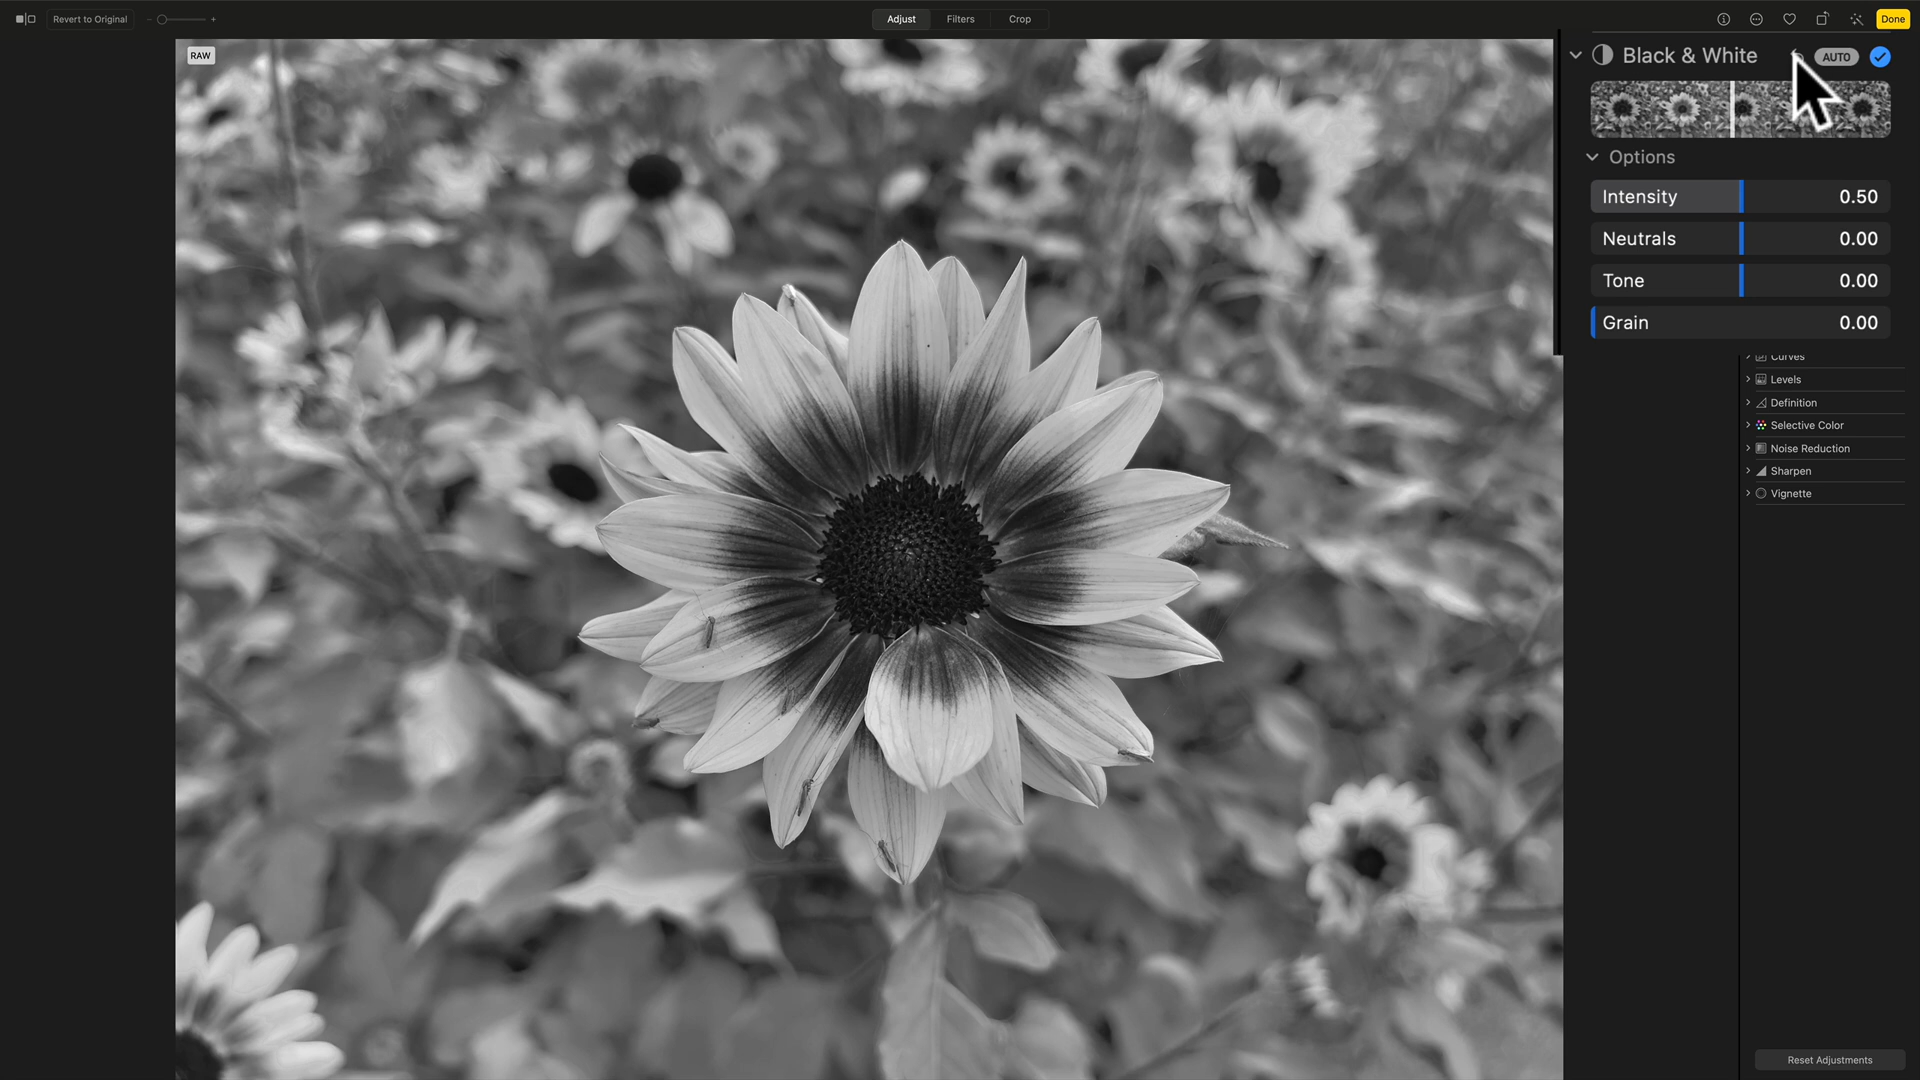 Revert to Original
Adjust
Filters
Crop
Done
RAW
Black & White
AUTO
Options
Intensity 0.50
Neutrals 0.00
Tone 0.00
Grain 0.00
Curves
Levels
Definition
Selective Color
Noise Reduction
Sharpen
Vignette
Reset Adjustments